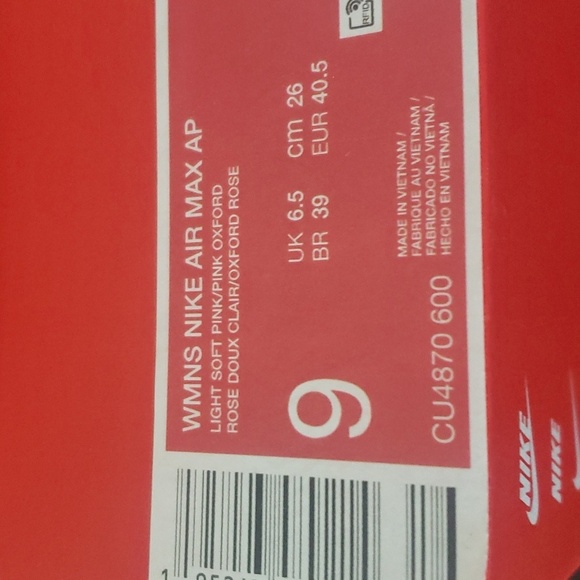 WMNS NIKE AIR MAX AP
LIGHT SOFT PINK/PINK OXFORD
ROSE DOUX CLAIR/OXFORD ROSE
9
UK 6.5 cm 26
BR 39 EUR 40.5
CU4870 600
MADE IN VIETNAM /
FABRIQUE AU VIETNAM /
FABRICADO NO VIETNÃ /
HECHO EN VIETNAM
RFID
NIKE
NIKE